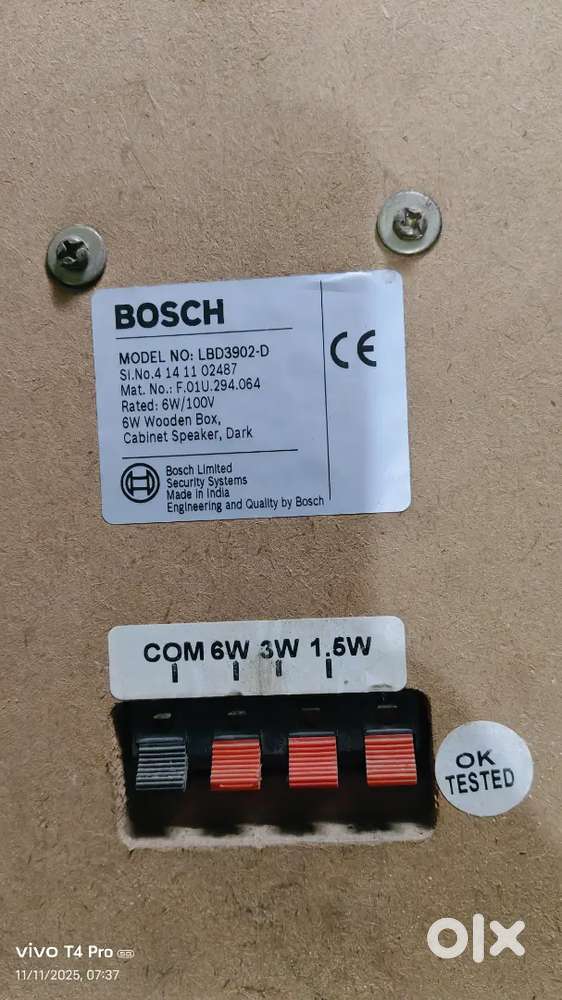 BOSCH
MODEL NO: LBD3902-D
SI.No.4 14 11 02487
Mat. No.: F.01U.294.064
Rated: 6W/100V
6W Wooden Box,
Cabinet Speaker, Dark
CE
Bosch Limited
Security Systems
Made in India
Engineering and Quality by Bosch
COM 6W 3W 1.5W
OK
TESTED
olx
vivo T4 Pro 5G
11/11/2025, 07:37